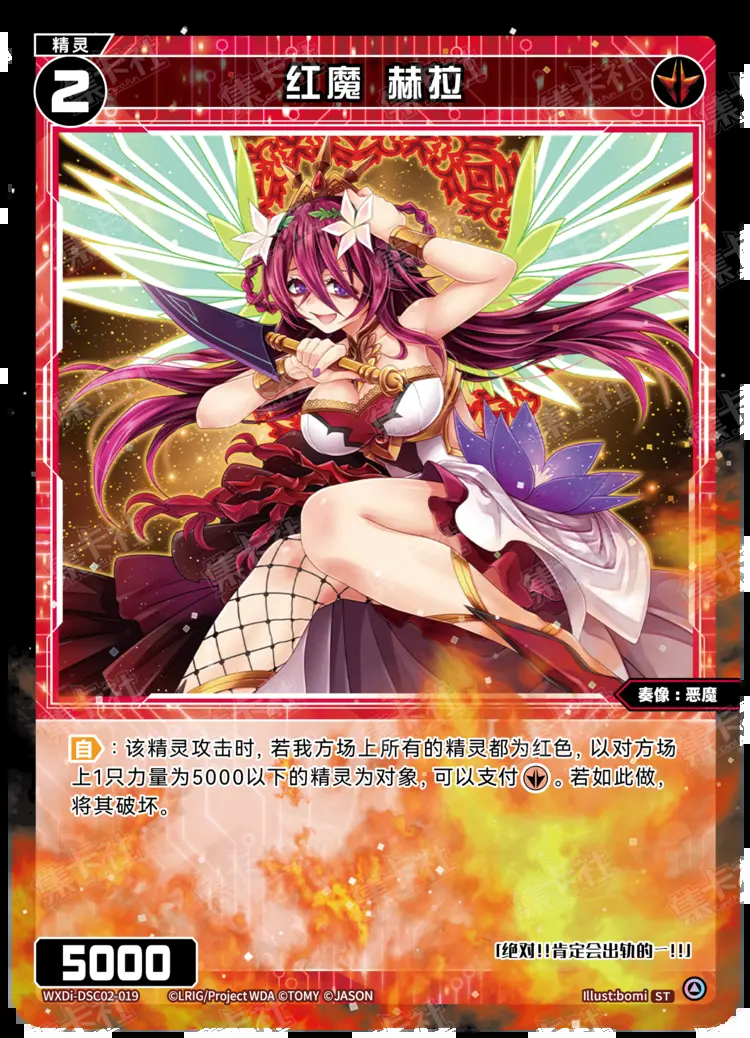 精灵
2
红魔 赫拉
奏像：恶魔
自：该精灵攻击时，若我方场上所有的精灵都为红色，以对方场
上1只力量为5000以下的精灵为对象，可以支付。若如此做，
将其破坏。
「绝对!!肯定会出轨的一!!」
5000
WXDi-DSC02-019 ©LRIG/Project WDA ©TOMY ©JASON Illust:bomi ST
集卡社